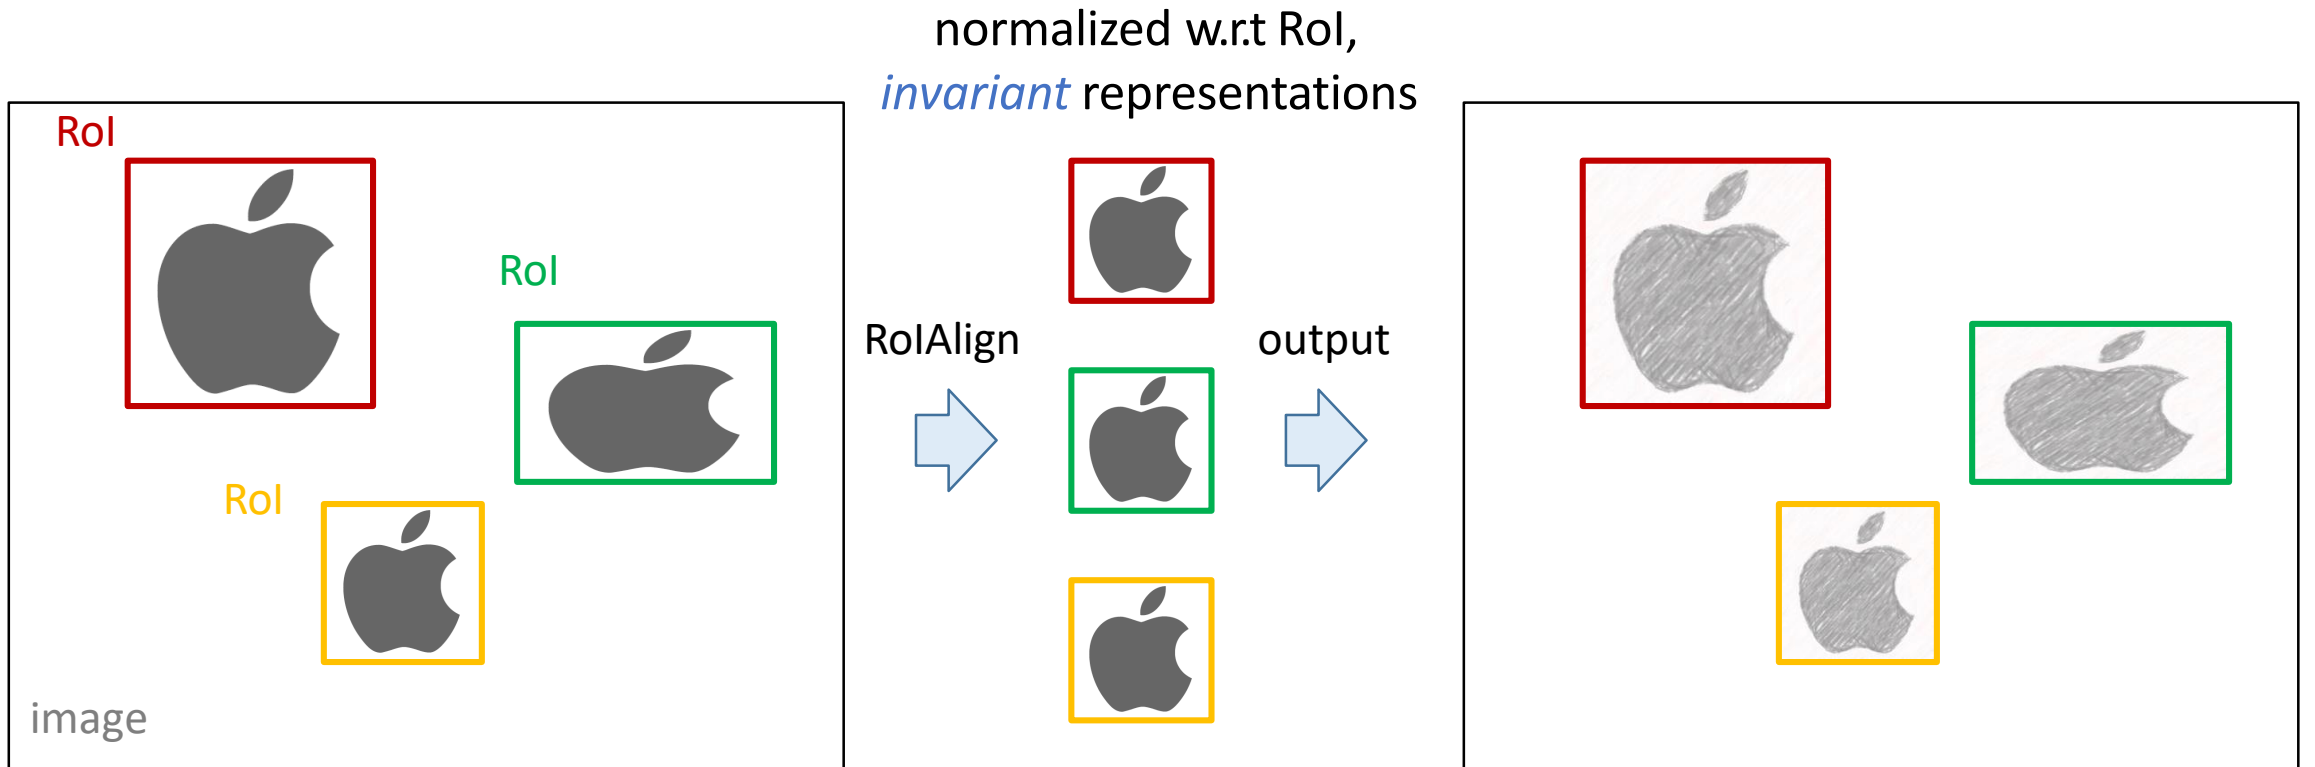 normalized w.r.t RoI,
invariant representations
RoI
RoI
RoI
image
RoIAlign
output